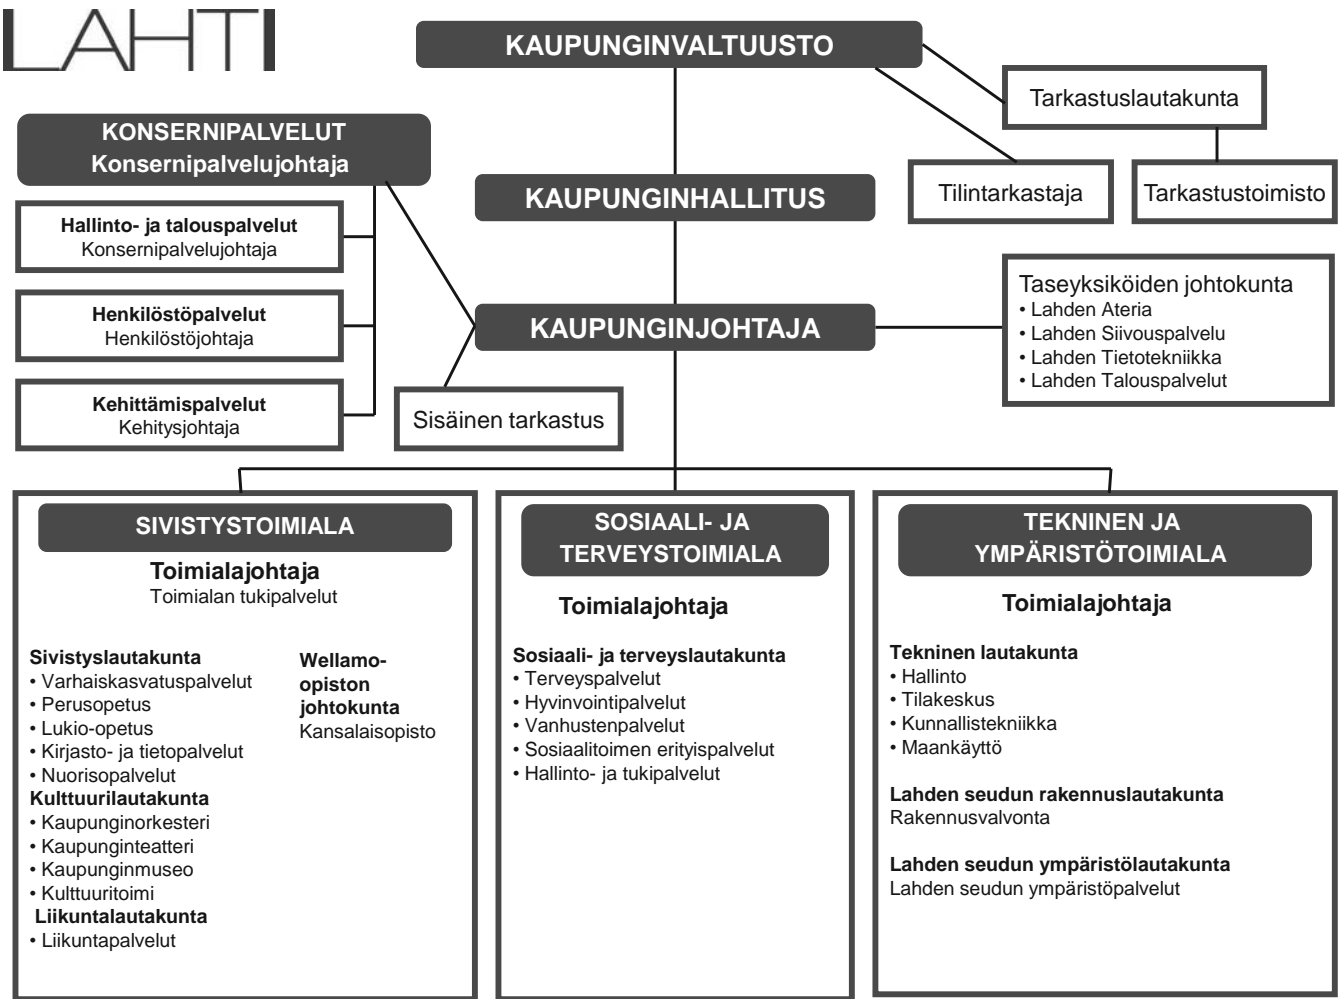 LAHTI
KAUPUNGINVALTUUSTO
Tarkastuslautakunta
KONSERNIPALVELUT
Konsernipalvelujohtaja
KAUPUNGINHALLITUS
Tilintarkastaja
Tarkastustoimisto
Hallinto- ja talouspalvelut
Konsernipalvelujohtaja
Henkilöstöpalvelut
Henkilöstöjohtaja
Kehittämispalvelut
Kehitysjohtaja
KAUPUNGINJOHTAJA
Taseyksiköiden johtokunta
• Lahden Ateria
• Lahden Siivouspalvelu
• Lahden Tietotekniikka
• Lahden Talouspalvelut
Sisäinen tarkastus
SIVISTYSTOIMIALA
Toimialajohtaja
Toimialan tukipalvelut
Sivistyslautakunta
• Varhaiskasvatuspalvelut
• Perusopetus
• Lukio-opetus
• Kirjasto- ja tietopalvelut
• Nuorisopalvelut
Kulttuurilautakunta
• Kaupunginorkesteri
• Kaupunginteatteri
• Kaupunginmuseo
• Kulttuuritoimi
Liikuntalautakunta
• Liikuntapalvelut
Wellamo-
opiston
johtokunta
Kansalaisopisto
SOSIAALI- JA
TERVEYSTOIMIALA
Toimialajohtaja
Sosiaali- ja terveyslautakunta
• Terveyspalvelut
• Hyvinvointipalvelut
• Vanhustenpalvelut
• Sosiaalitoimen erityispalvelut
• Hallinto- ja tukipalvelut
TEKNINEN JA
YMPÄRISTÖTOIMIALA
Toimialajohtaja
Tekninen lautakunta
• Hallinto
• Tilakeskus
• Kunnallistekniikka
• Maankäyttö
Lahden seudun rakennuslautakunta
Rakennusvalvonta
Lahden seudun ympäristölautakunta
Lahden seudun ympäristöpalvelut